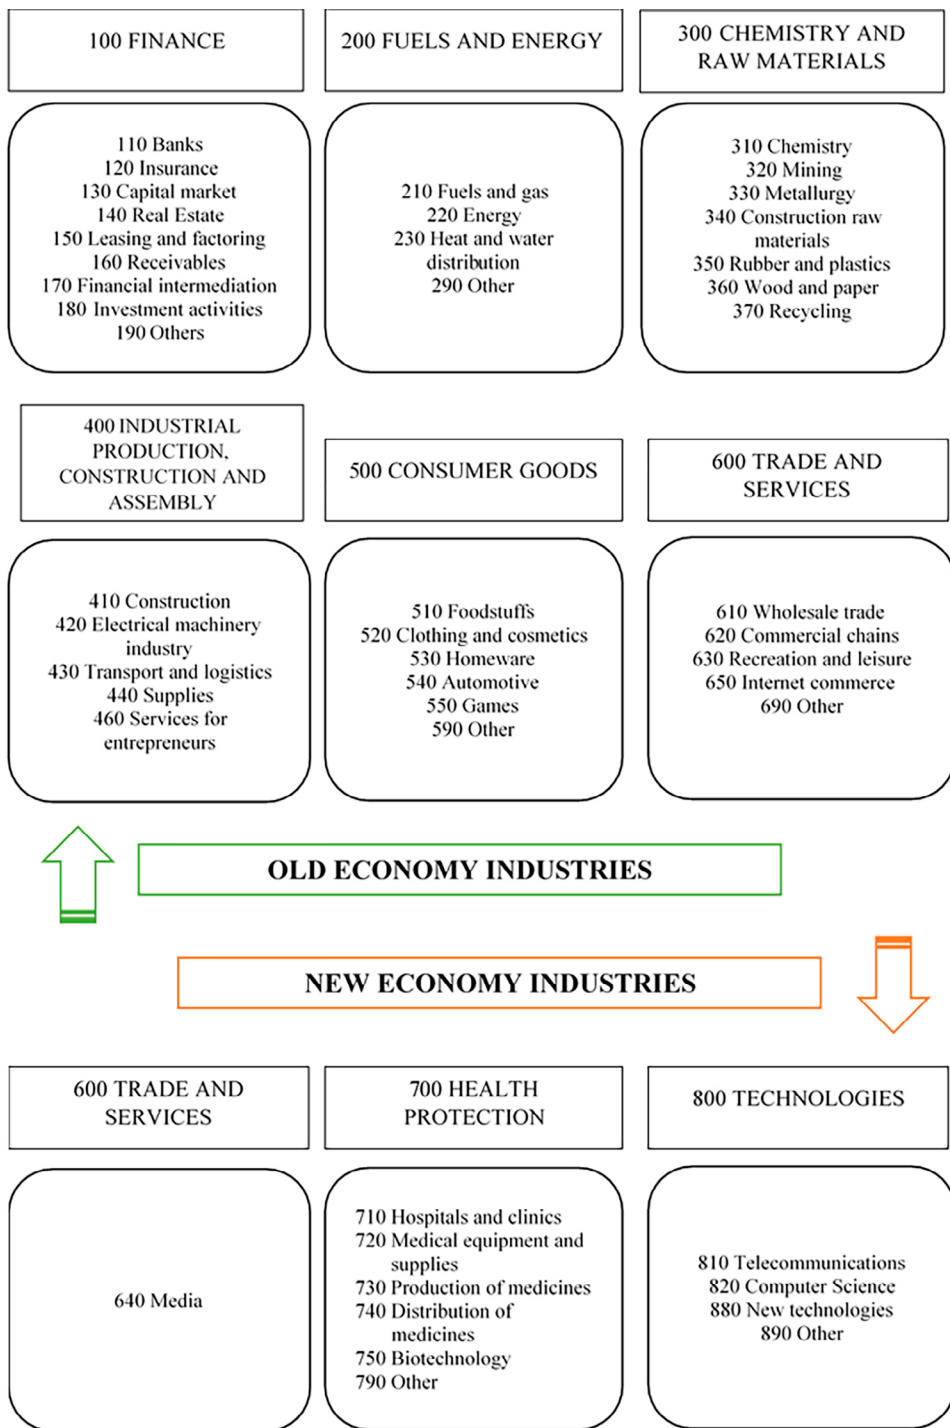 100 FINANCE
200 FUELS AND ENERGY
300 CHEMISTRY AND
RAW MATERIALS
110 Banks
120 Insurance
130 Capital market
140 Real Estate
150 Leasing and factoring
160 Receivables
170 Financial intermediation
180 Investment activities
190 Others
210 Fuels and gas
220 Energy
230 Heat and water
distribution
290 Other
310 Chemistry
320 Mining
330 Metallurgy
340 Construction raw
materials
350 Rubber and plastics
360 Wood and paper
370 Recycling
400 INDUSTRIAL
PRODUCTION,
CONSTRUCTION AND
ASSEMBLY
500 CONSUMER GOODS
600 TRADE AND
SERVICES
410 Construction
420 Electrical machinery
industry
430 Transport and logistics
440 Supplies
460 Services for
entrepreneurs
510 Foodstuffs
520 Clothing and cosmetics
530 Homeware
540 Automotive
550 Games
590 Other
610 Wholesale trade
620 Commercial chains
630 Recreation and leisure
650 Internet commerce
690 Other
OLD ECONOMY INDUSTRIES
NEW ECONOMY INDUSTRIES
600 TRADE AND
SERVICES
700 HEALTH
PROTECTION
800 TECHNOLOGIES
640 Media
710 Hospitals and clinics
720 Medical equipment and
supplies
730 Production of medicines
740 Distribution of
medicines
750 Biotechnology
790 Other
810 Telecommunications
820 Computer Science
880 New technologies
890 Other